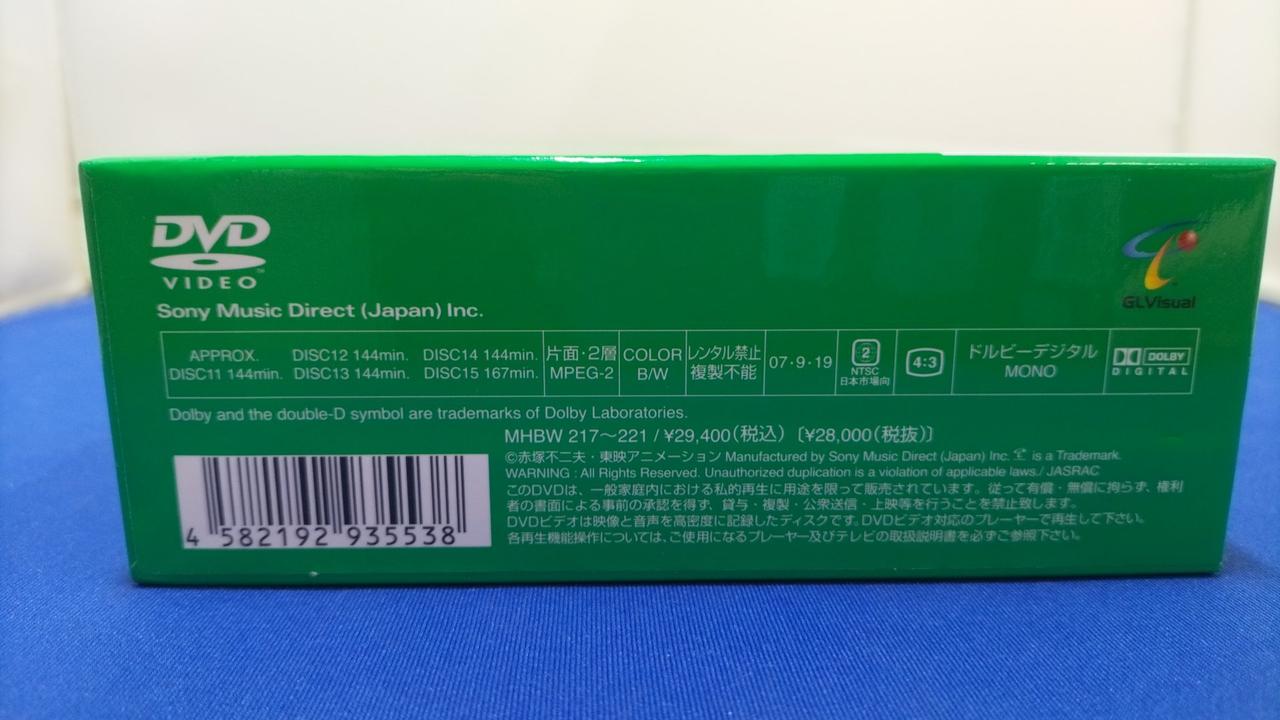 DVD
VIDEO
Sony Music Direct (Japan) Inc.
GLVisual
APPROX. DISC12 144min. DISC14 144min.
DISC11 144min. DISC13 144min. DISC15 167min.
片面・2層
MPEG-2
COLOR
B/W
レンタル禁止
複製不能
07・9・19
2
NTSC
日本市場向
4:3
ドルビーデジタル
MONO
DOLBY
DIGITAL
Dolby and the double-D symbol are trademarks of Dolby Laboratories.
MHBW 217〜221 / ¥29,400(税込) [¥28,000(税抜)]
©赤塚不二夫・東映アニメーション Manufactured by Sony Music Direct (Japan) Inc. is a Trademark.
WARNING : All Rights Reserved. Unauthorized duplication is a violation of applicable laws./ JASRAC
このDVDは、一般家庭内における私的再生に用途を限って販売されています。従って有償・無償に拘らず、権利
者の書面による事前の承認を得ず、貸与・複製・公衆送信・上映等を行うことを禁止致します。
DVDビデオは映像と音声を高密度に記録したディスクです。DVDビデオ対応のプレーヤーで再生して下さい。
各再生機能操作については、ご使用になるプレーヤー及びテレビの取扱説明書を必ずご参照下さい。
4 582192 935538